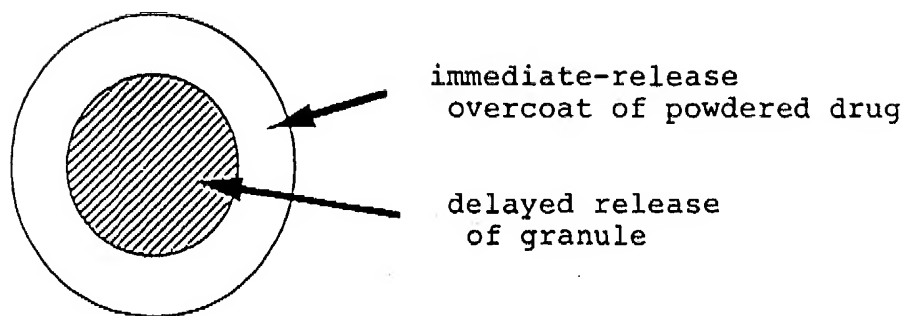 immediate-release
overcoat of powdered drug
delayed release
of granule